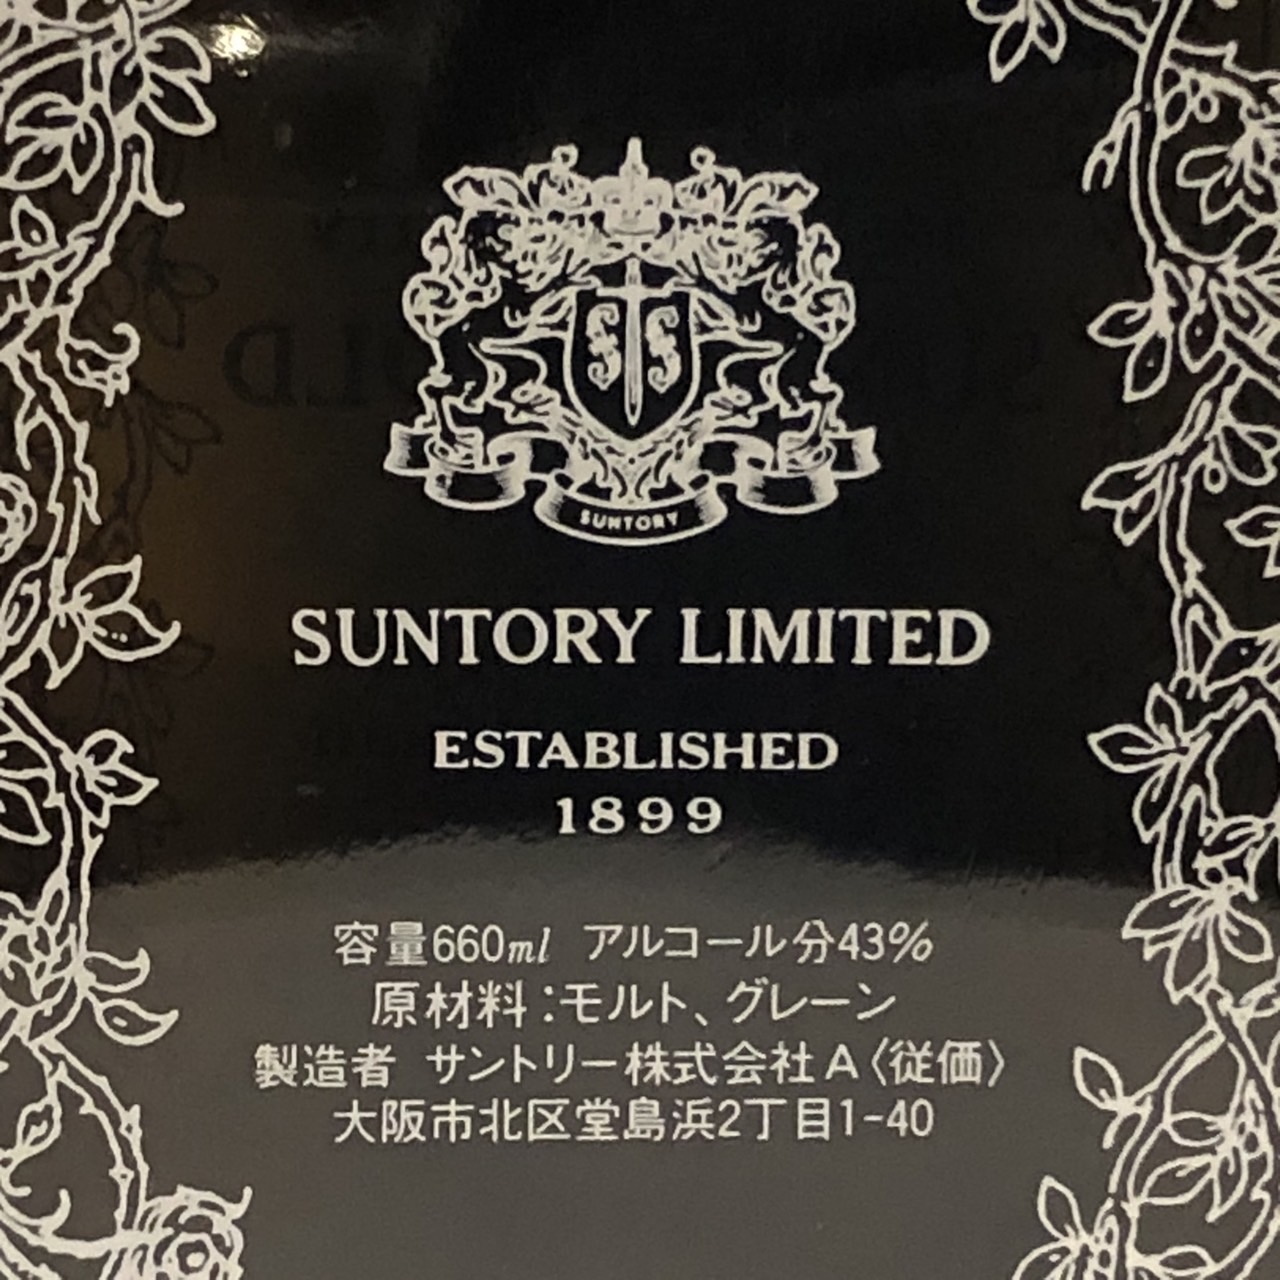 SUNTORY
SUNTORY LIMITED
ESTABLISHED
1899
容量660ml アルコール分43%
原材料:モルト、グレーン
製造者 サントリー株式会社A〈従価〉
大阪市北区堂島浜2丁目1-40